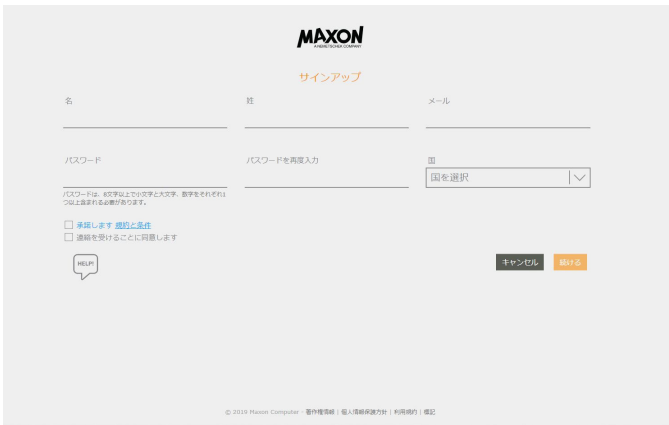 MAXON
A NEMETSCHEK COMPANY
サインアップ
名
姓
メール
パスワード
パスワードを再度入力
国
国を選択
パスワードは、8文字以上で小文字と大文字、数字をそれぞれ1
つ以上含まれる必要があります。
承諾します 規約と条件
連絡を受けることに同意します
HELP!
キャンセル
続ける
© 2019 Maxon Computer - 著作権情報 | 個人情報保護方針 | 利用規約 | 標記